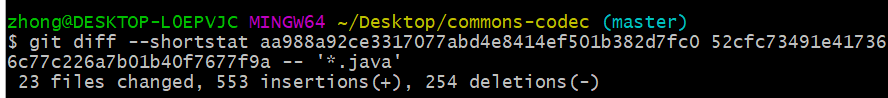 zhong@DESKTOP-L0EPVJC MINGW64 ~/Desktop/commons-codec (master)
$ git diff --shortstat aa988a92ce3317077abd4e8414ef501b382d7fc0 52cfc73491e41736
6c77c226a7b01b40f7677f9a -- '*.java'
 23 files changed, 553 insertions(+), 254 deletions(-)